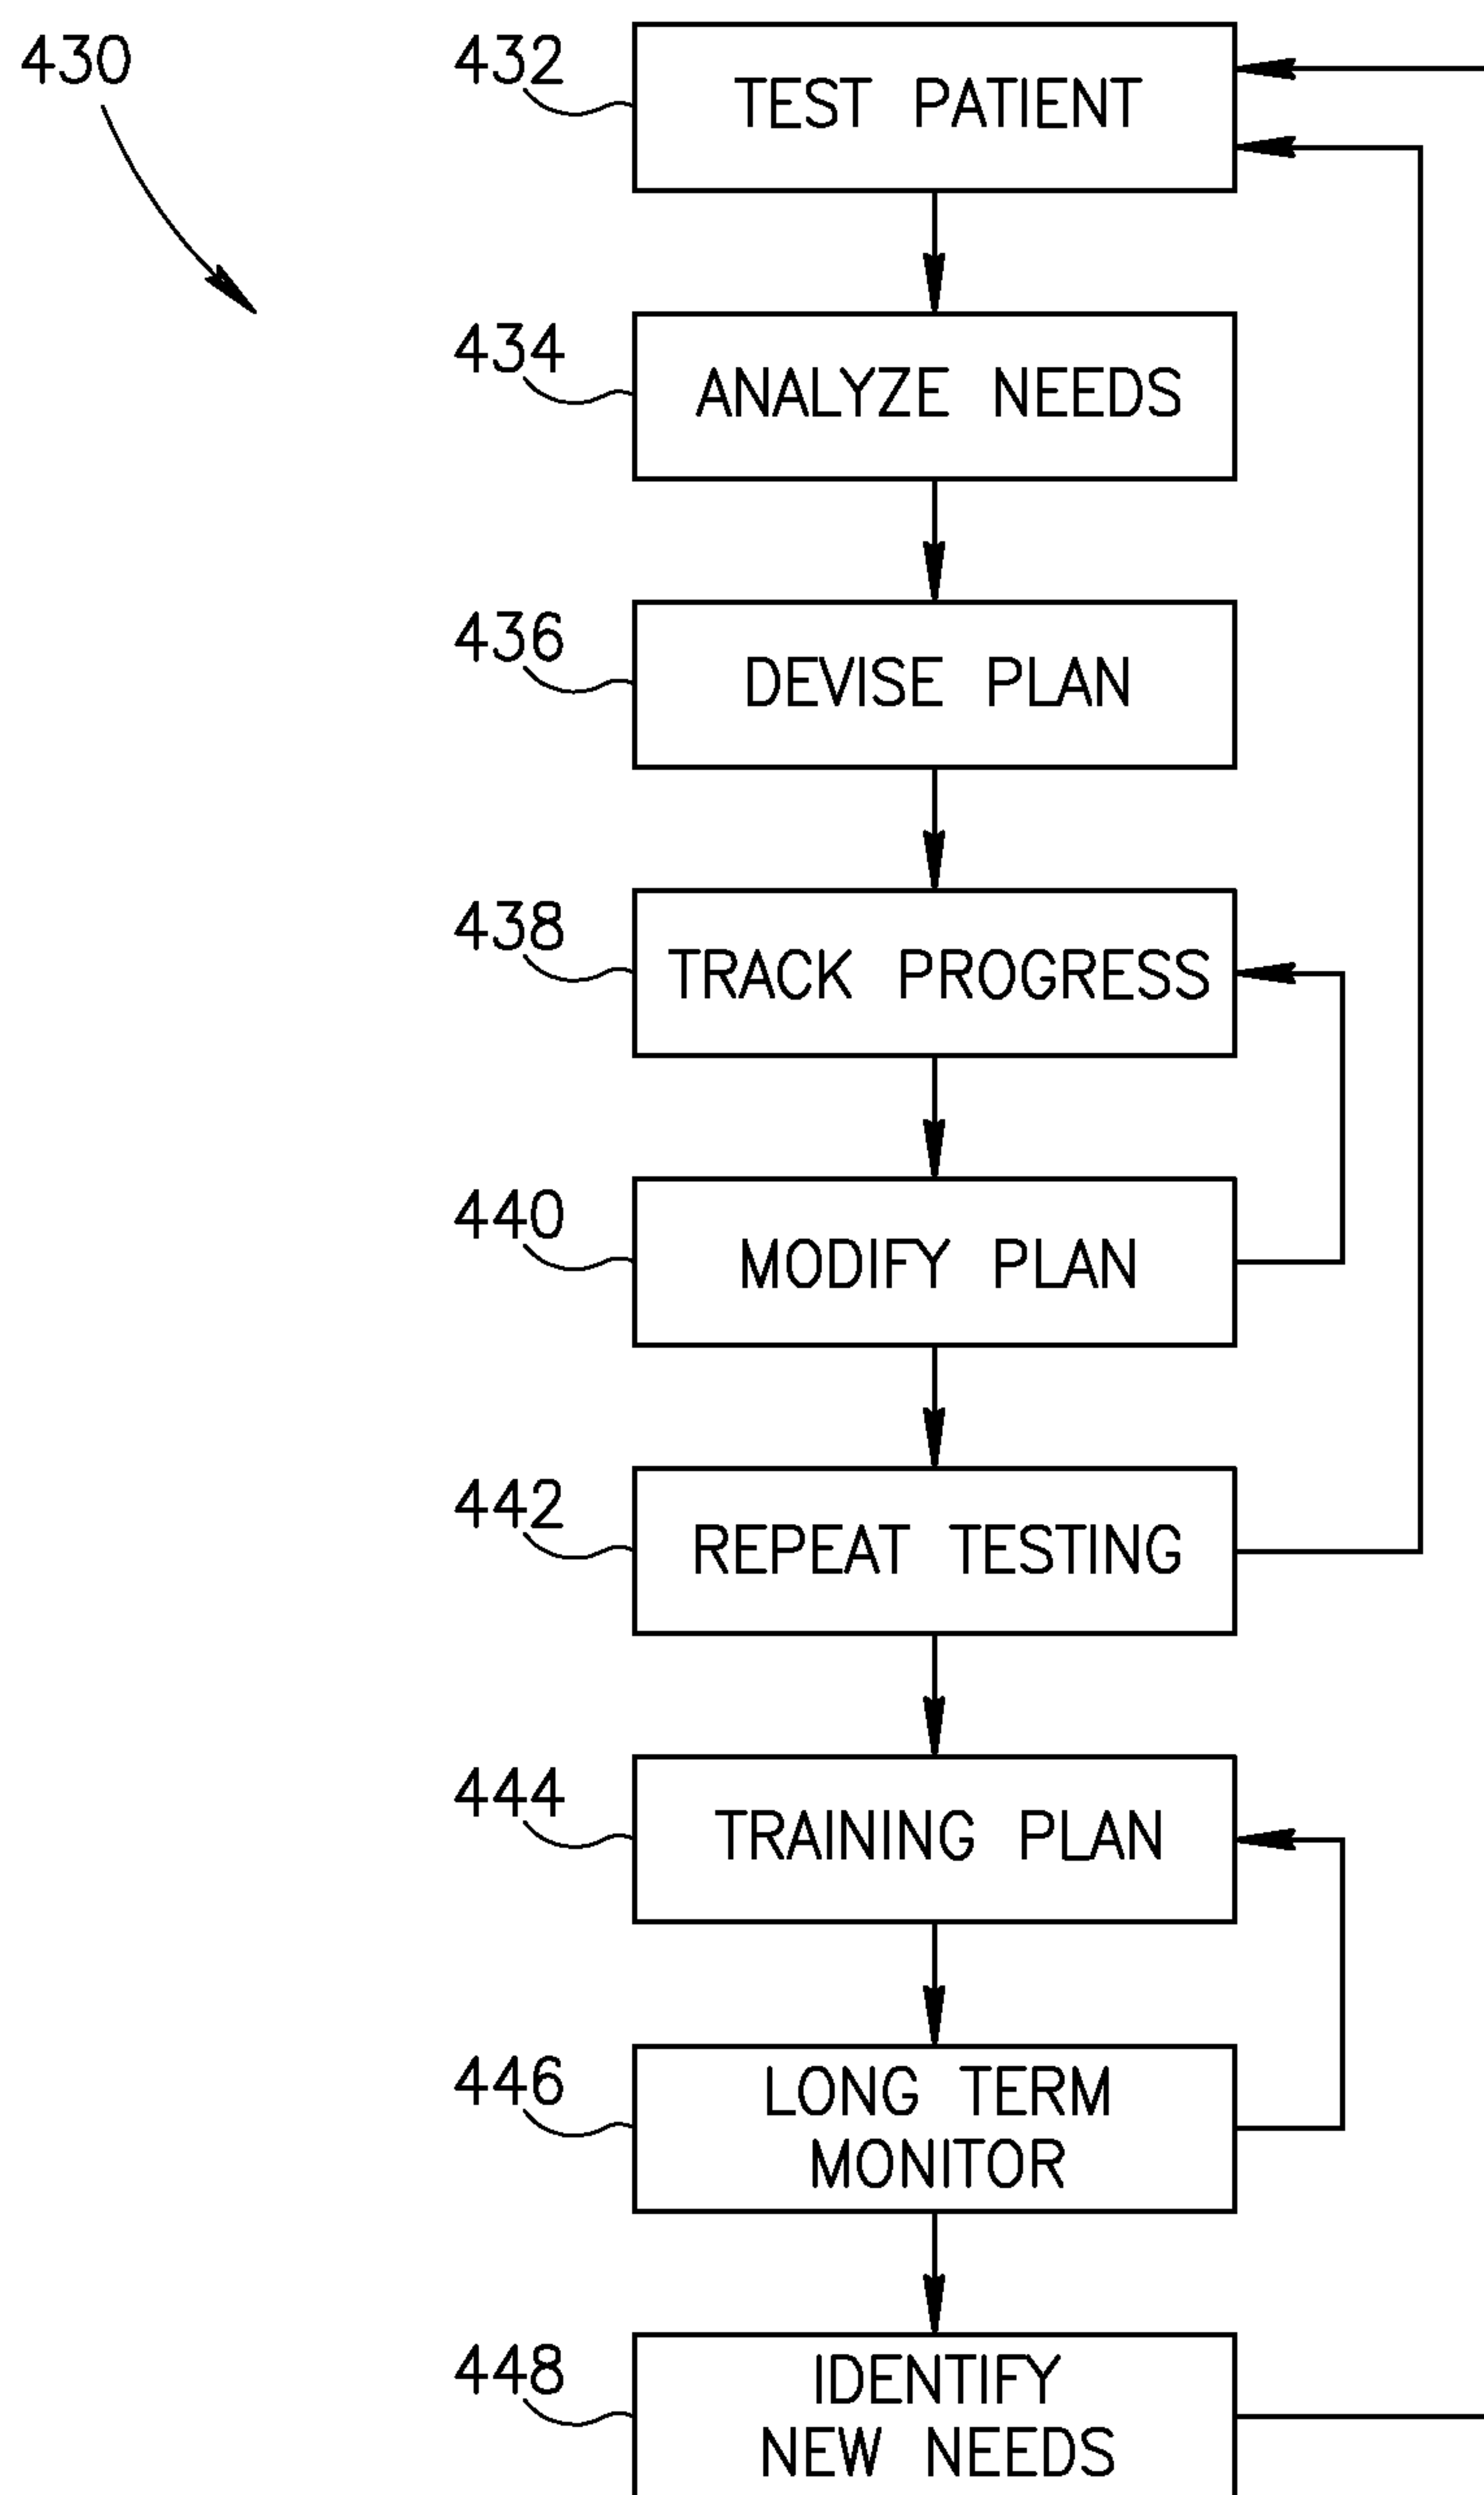 430
432
TEST PATIENT
434
ANALYZE NEEDS
436
DEVISE PLAN
438
TRACK PROGRESS
440
MODIFY PLAN
442
REPEAT TESTING
444
TRAINING PLAN
446
LONG TERM
MONITOR
448
IDENTIFY
NEW NEEDS